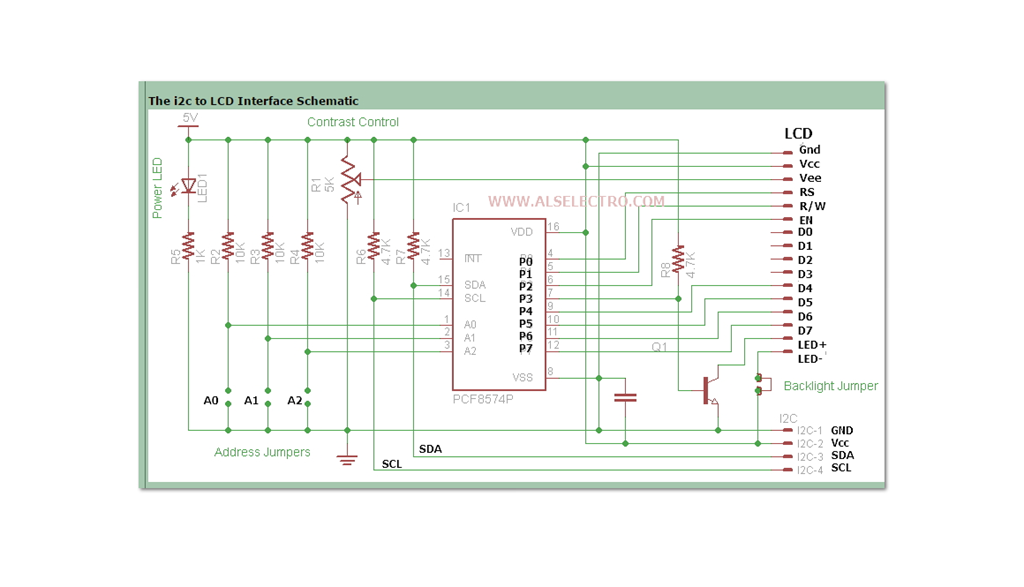 The i2c to LCD Interface Schematic
5V
Contrast Control
LCD
Gnd
Vcc
Vee
RS
R/W
EN
D0
D1
D2
D3
D4
D5
D6
D7
LED+
LED-
Power LED
LED1
R1
5K
WWW.ALSELECTRO.COM
IC1
VDD
16
R5
1K
R2
10K
R3
10K
R4
10K
R6
4.7K
R7
4.7K
R8
4.7K
13
INT
15
SDA
14
SCL
1
A0
2
A1
3
A2
P0
4
P1
5
P2
6
P3
7
P4
9
P5
10
P6
11
P7
12
VSS
8
PCF8574P
Q1
Backlight Jumper
A0
A1
A2
Address Jumpers
SDA
SCL
I2C
I2C-1 GND
I2C-2 Vcc
I2C-3 SDA
I2C-4 SCL